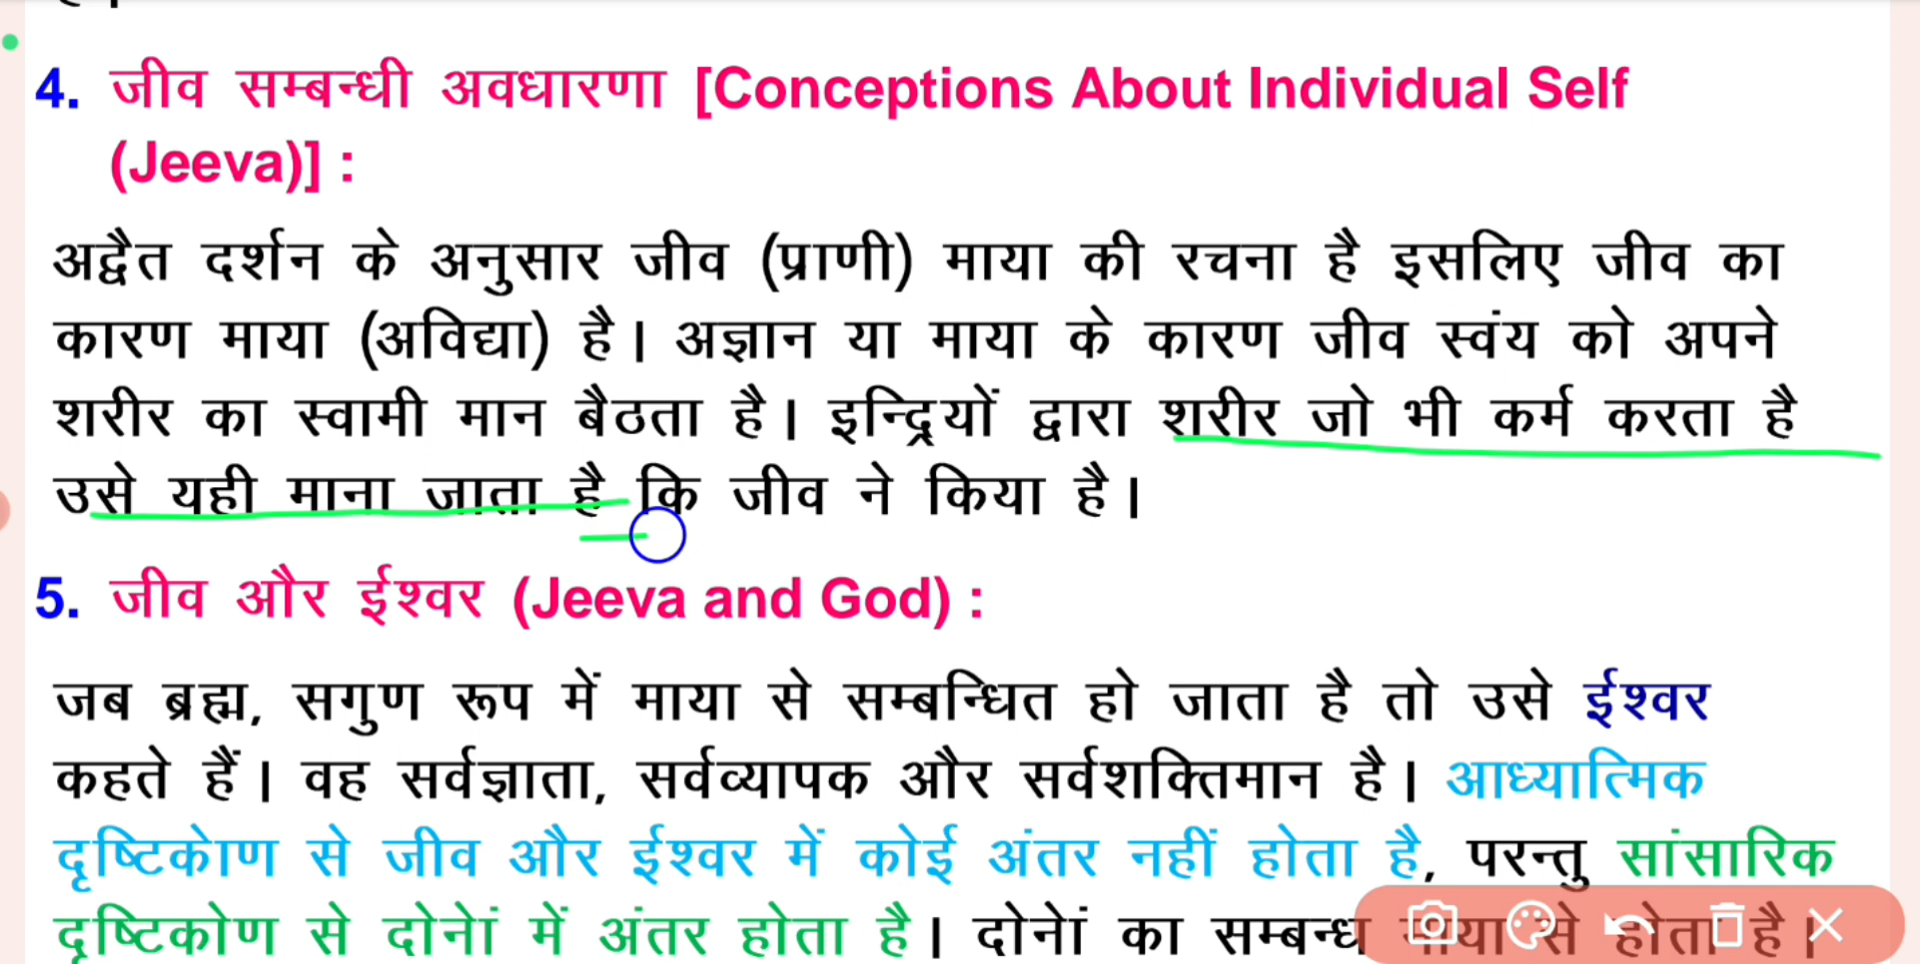 4. जीव सम्बन्धी अवधारणा [Conceptions About Individual Self
(Jeeva)] :
अद्वैत दर्शन के अनुसार जीव (प्राणी) माया की रचना है इसलिए जीव का
कारण माया (अविद्या) है। अज्ञान या माया के कारण जीव स्वंय को अपने
शरीर का स्वामी मान बैठता है। इन्द्रियों द्वारा शरीर जो भी कर्म करता है
उसे यही माना जाता है कि जीव ने किया है।
5. जीव और ईश्वर (Jeeva and God) :
जब ब्रह्म, सगुण रूप में माया से सम्बन्धित हो जाता है तो उसे ईश्वर
कहते हैं। वह सर्वज्ञाता, सर्वव्यापक और सर्वशक्तिमान है। आध्यात्मिक
दृष्टिकोण से जीव और ईश्वर में कोई अंतर नहीं होता है, परन्तु सांसारिक
दृष्टिकोण से दोनों में अंतर होता है। दोनों का सम्बन्ध माया से होता है।